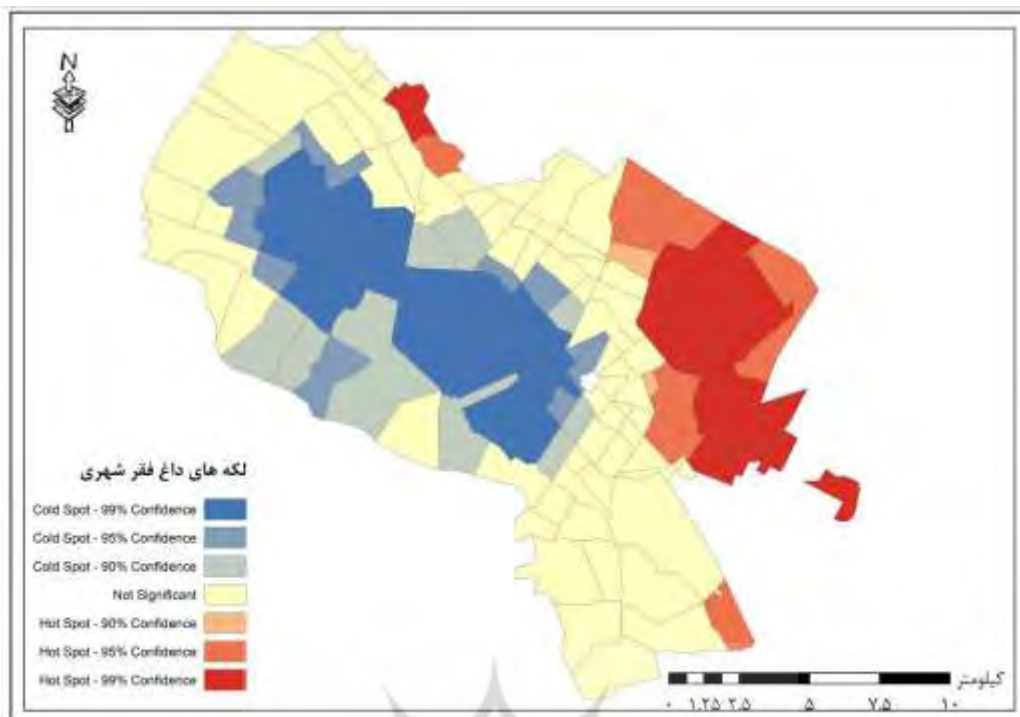 N
لکه های داغ فقر شهری
Cold Spot - 99% Confidence
Cold Spot - 95% Confidence
Cold Spot - 90% Confidence
Not Significant
Hot Spot - 90% Confidence
Hot Spot - 95% Confidence
Hot Spot - 99% Confidence
کیلومتر
۰ ۱.۲۵ ۲.۵ ۵ ۷.۵ ۱۰